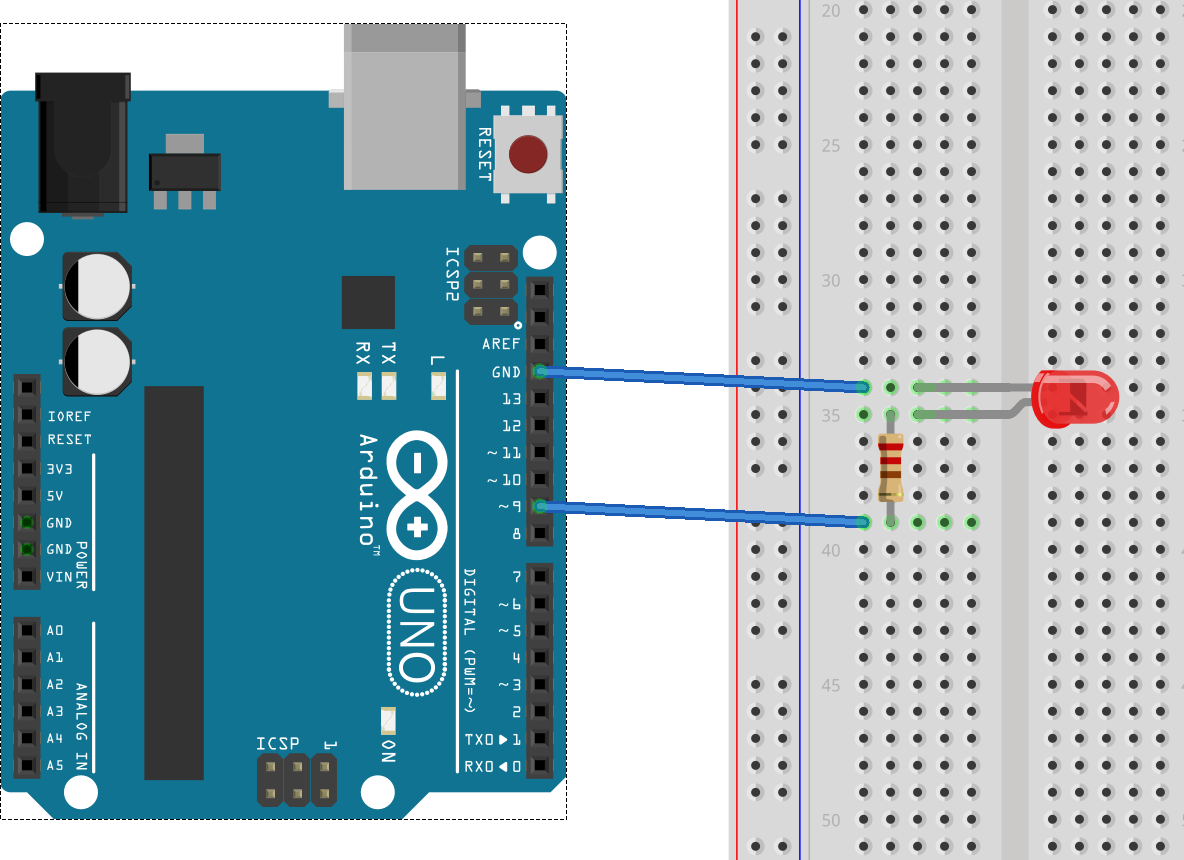 RESET
ICSP2
AREF
GND
RX
TX
L
13
12
~11
~10
~9
8
Arduino™
IOREF
RESET
3V3
5V
GND
GND
VIN
POWER
UNO
DIGITAL (PWM=~)
7
~6
~5
4
~3
2
TX0▶1
RX0◀0
A0
A1
A2
A3
A4
A5
ANALOG IN
ON
ICSP
1
20
25
30
35
40
45
50